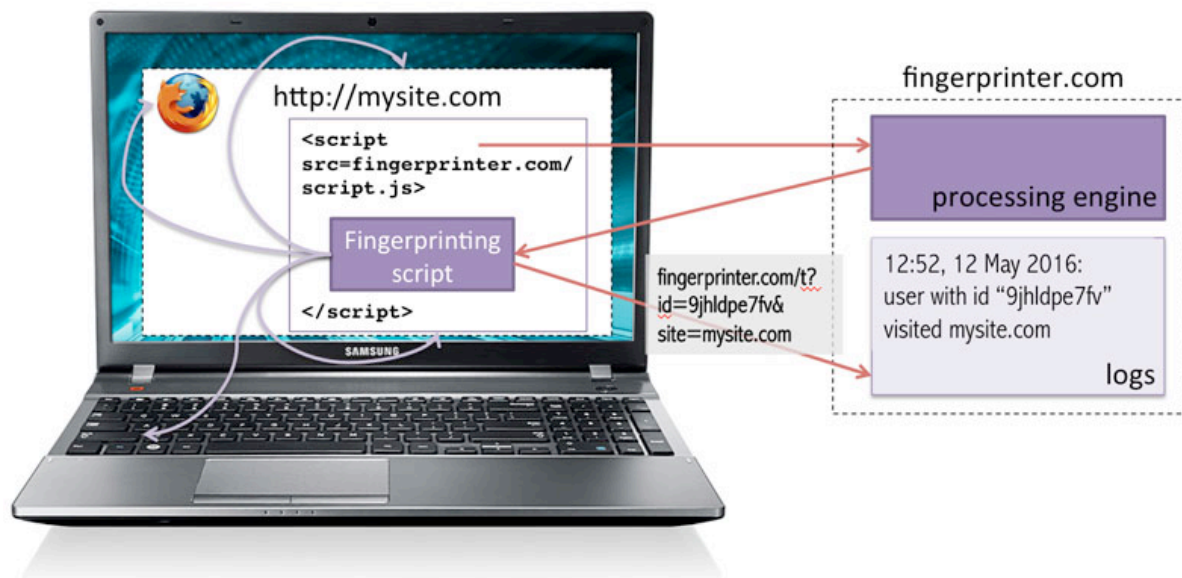 http://mysite.com
<script
src=fingerprinter.com/
script.js>
Fingerprinting
script
</script>
SAMSUNG
fingerprinter.com/t?
id=9jhldpe7fv&
site=mysite.com
fingerprinter.com
processing engine
12:52, 12 May 2016:
user with id “9jhldpe7fv”
visited mysite.com
logs